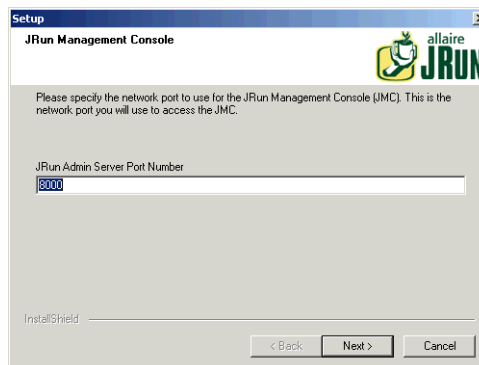 Setup
JRun Management Console
allaire
JRUN
Please specify the network port to use for the JRun Management Console (JMC). This is the
network port you will use to access the JMC.
JRun Admin Server Port Number
8000
InstallShield
< Back
Next >
Cancel